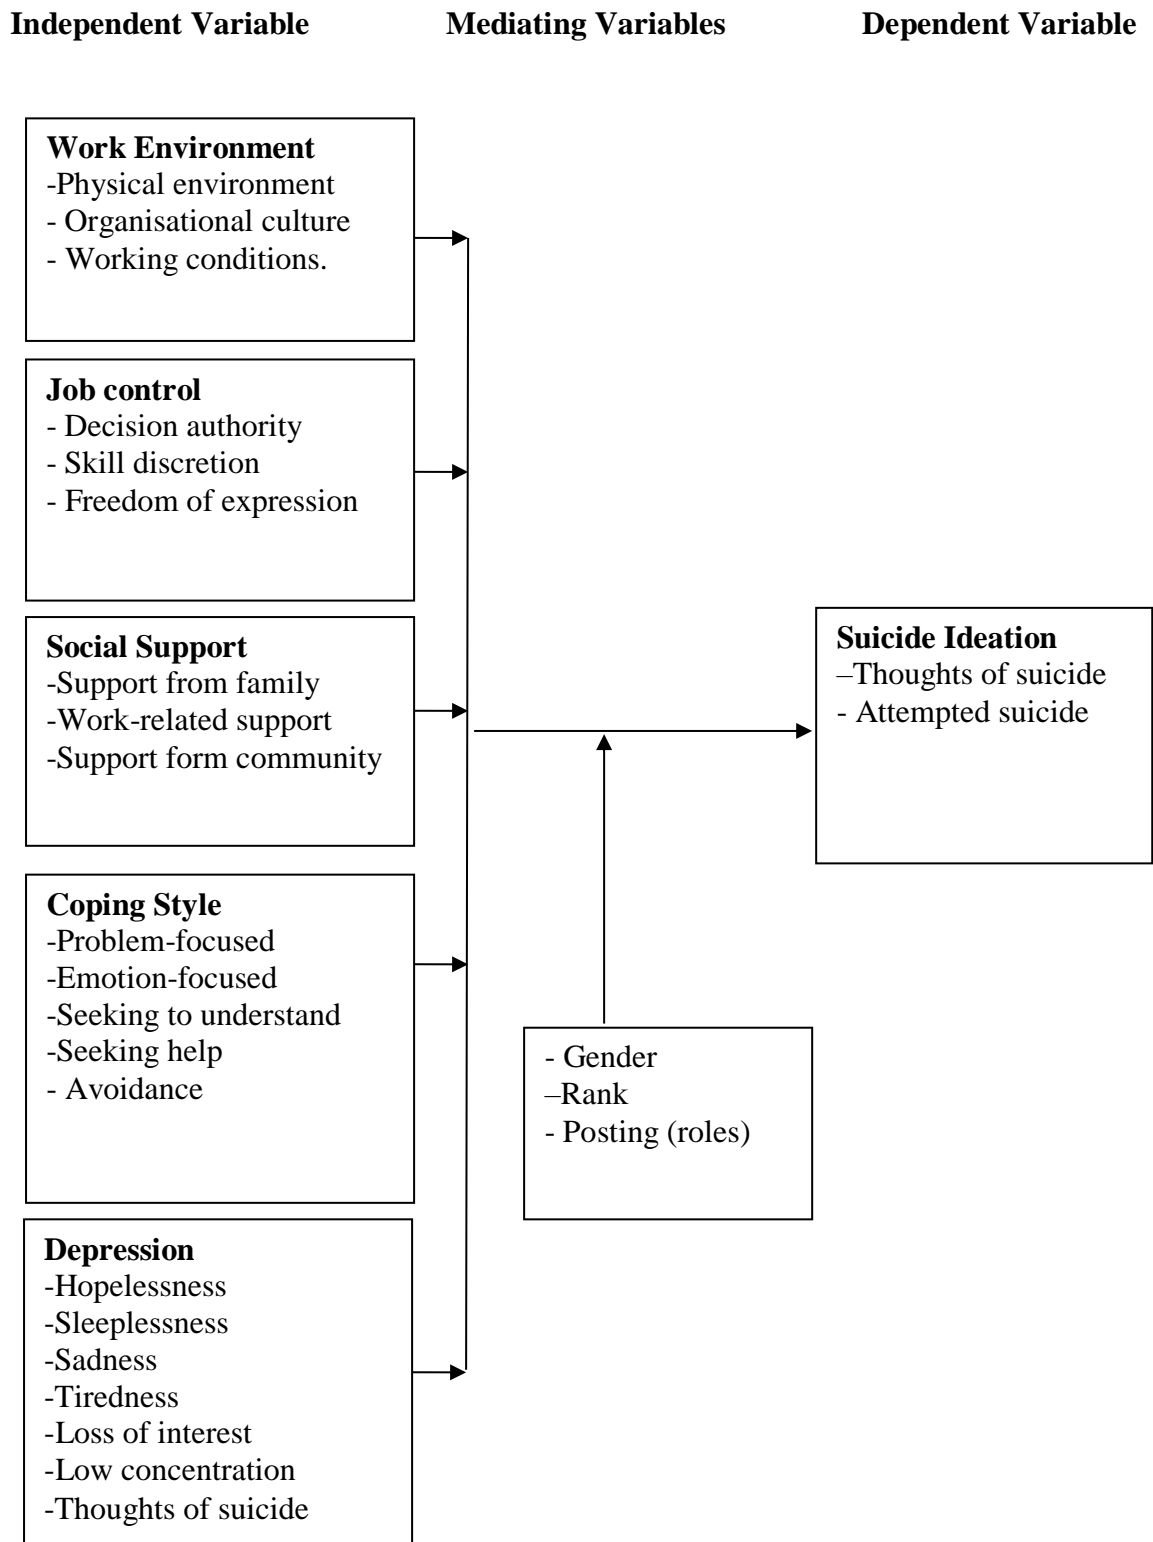 Independent Variable
Mediating Variables
Dependent Variable
Work Environment
-Physical environment
- Organisational culture
- Working conditions.
Job control
- Decision authority
- Skill discretion
- Freedom of expression
Social Support
-Support from family
-Work-related support
-Support form community
Suicide Ideation
–Thoughts of suicide
- Attempted suicide
Coping Style
-Problem-focused
-Emotion-focused
-Seeking to understand
-Seeking help
- Avoidance
- Gender
–Rank
- Posting (roles)
Depression
-Hopelessness
-Sleeplessness
-Sadness
-Tiredness
-Loss of interest
-Low concentration
-Thoughts of suicide